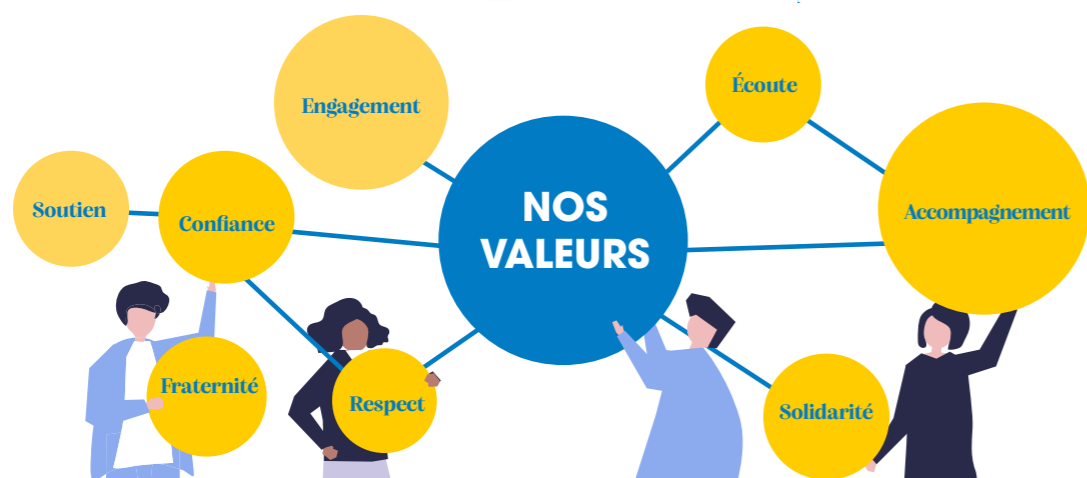 Engagement
Écoute
Soutien
Confiance
NOS
VALEURS
Accompagnement
Fraternité
Respect
Solidarité